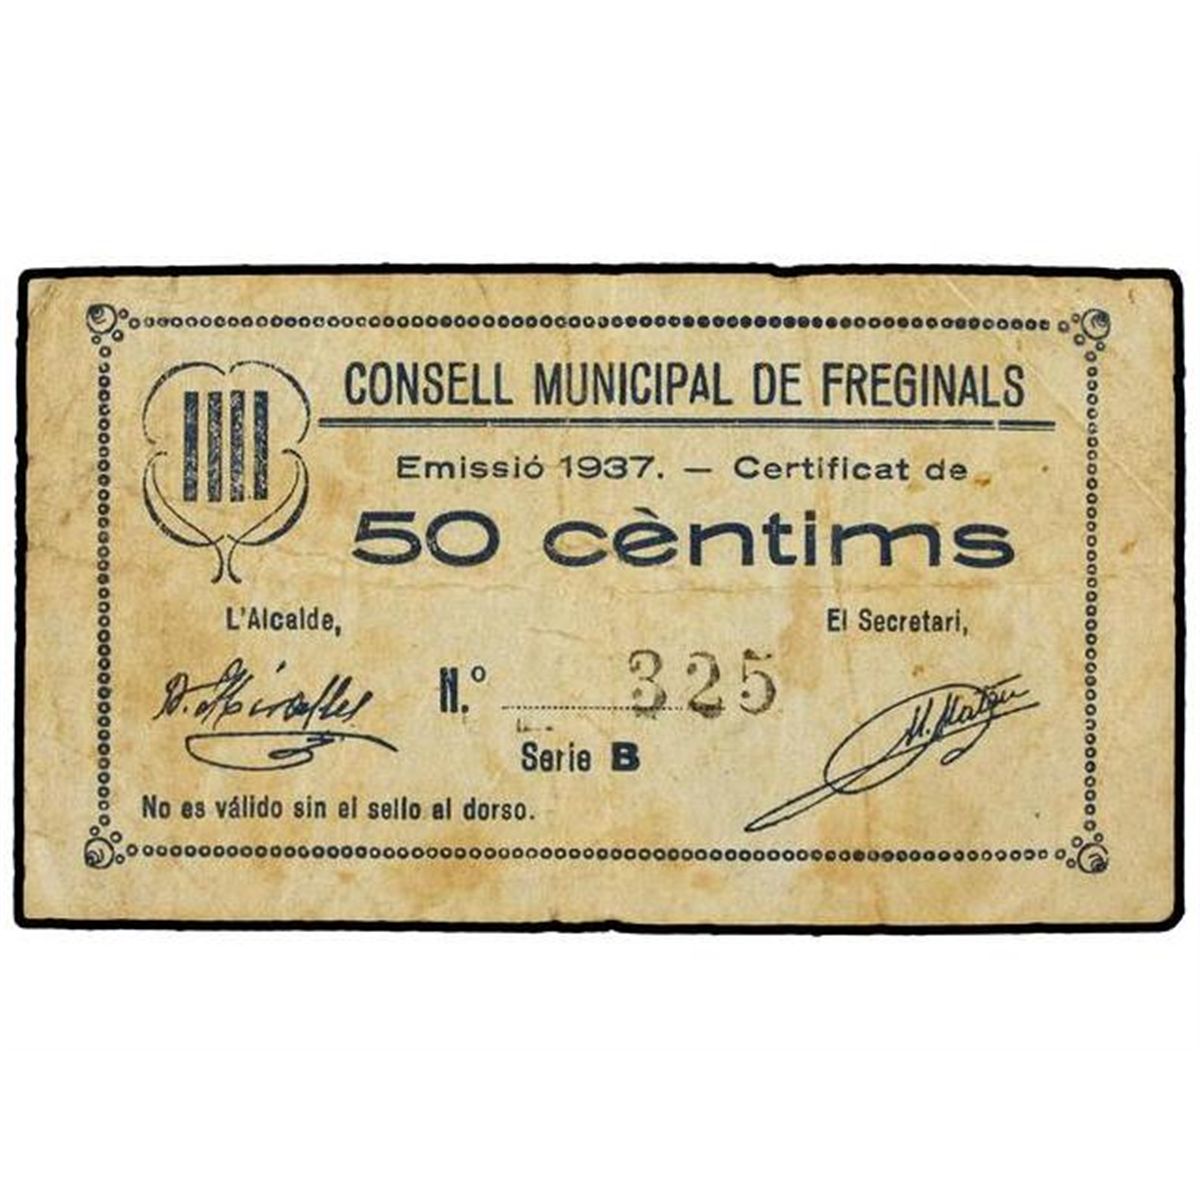 CONSELL MUNICIPAL DE FREGINALS
Emissió 1937. — Certificat de
50 cèntims
L'Alcalde,
El Secretari,
N.º 325
M. Mateu
Serie B
No es válido sin el sello al dorso.